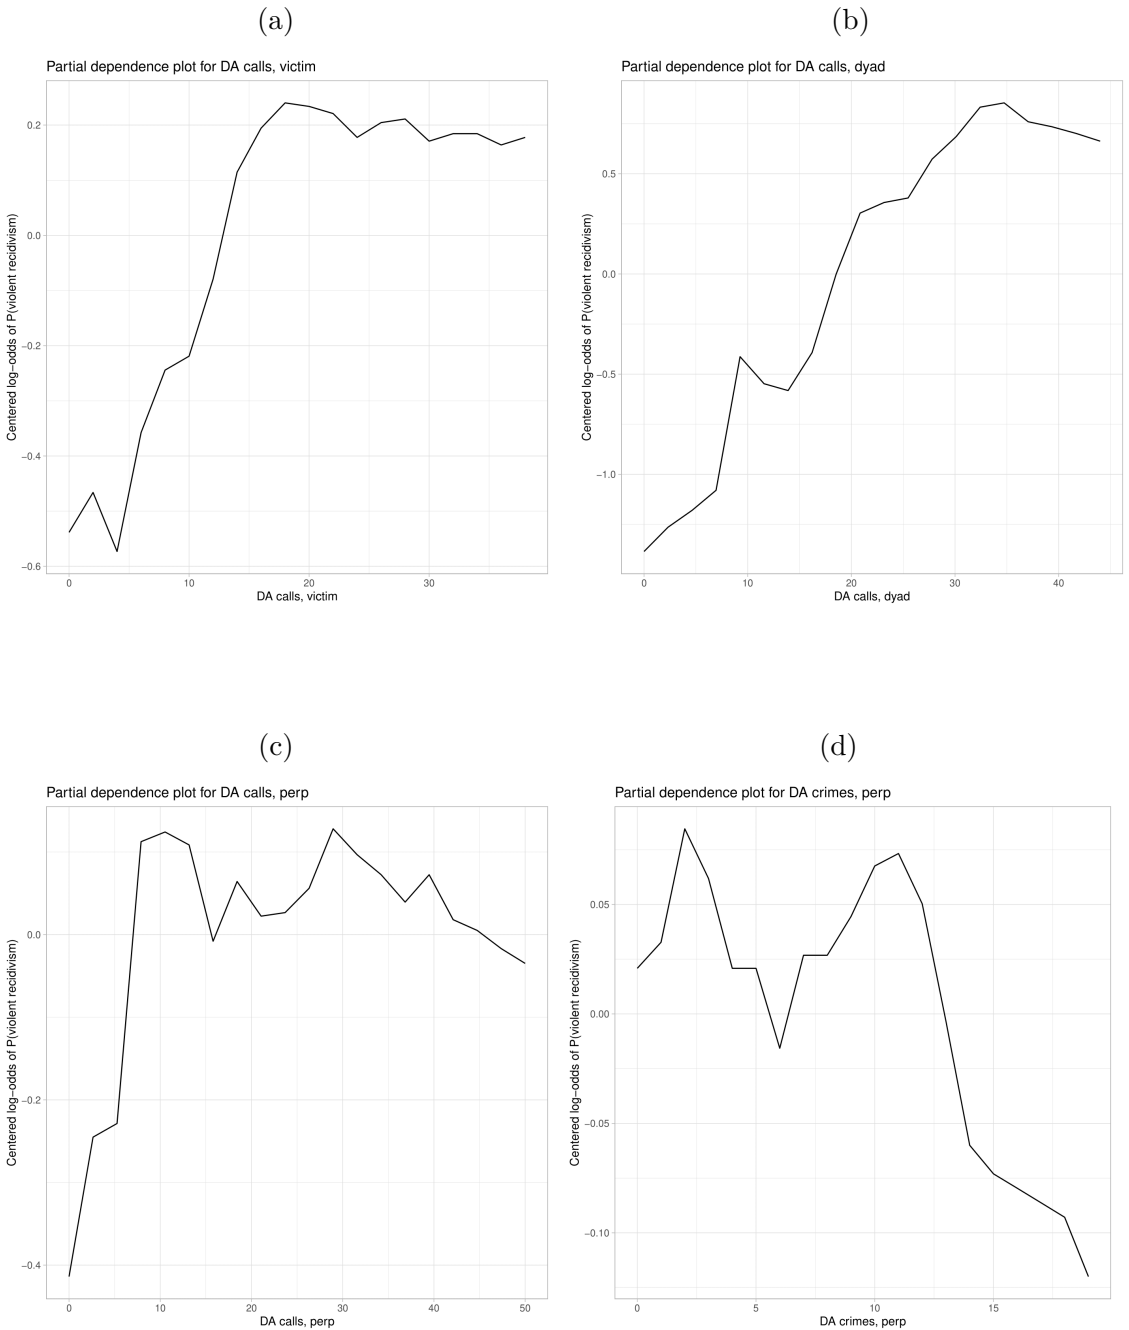 (a)
Partial dependence plot for DA calls, victim
Centered log−odds of P(violent recidivism)
0.2
0.0
−0.2
−0.4
−0.6
0 10 20 30
DA calls, victim
(b)
Partial dependence plot for DA calls, dyad
Centered log−odds of P(violent recidivism)
0.5
0.0
−0.5
−1.0
0 10 20 30 40
DA calls, dyad
(c)
Partial dependence plot for DA calls, perp
Centered log−odds of P(violent recidivism)
0.0
−0.2
−0.4
0 10 20 30 40 50
DA calls, perp
(d)
Partial dependence plot for DA crimes, perp
Centered log−odds of P(violent recidivism)
0.05
0.00
−0.05
−0.10
0 5 10 15
DA crimes, perp